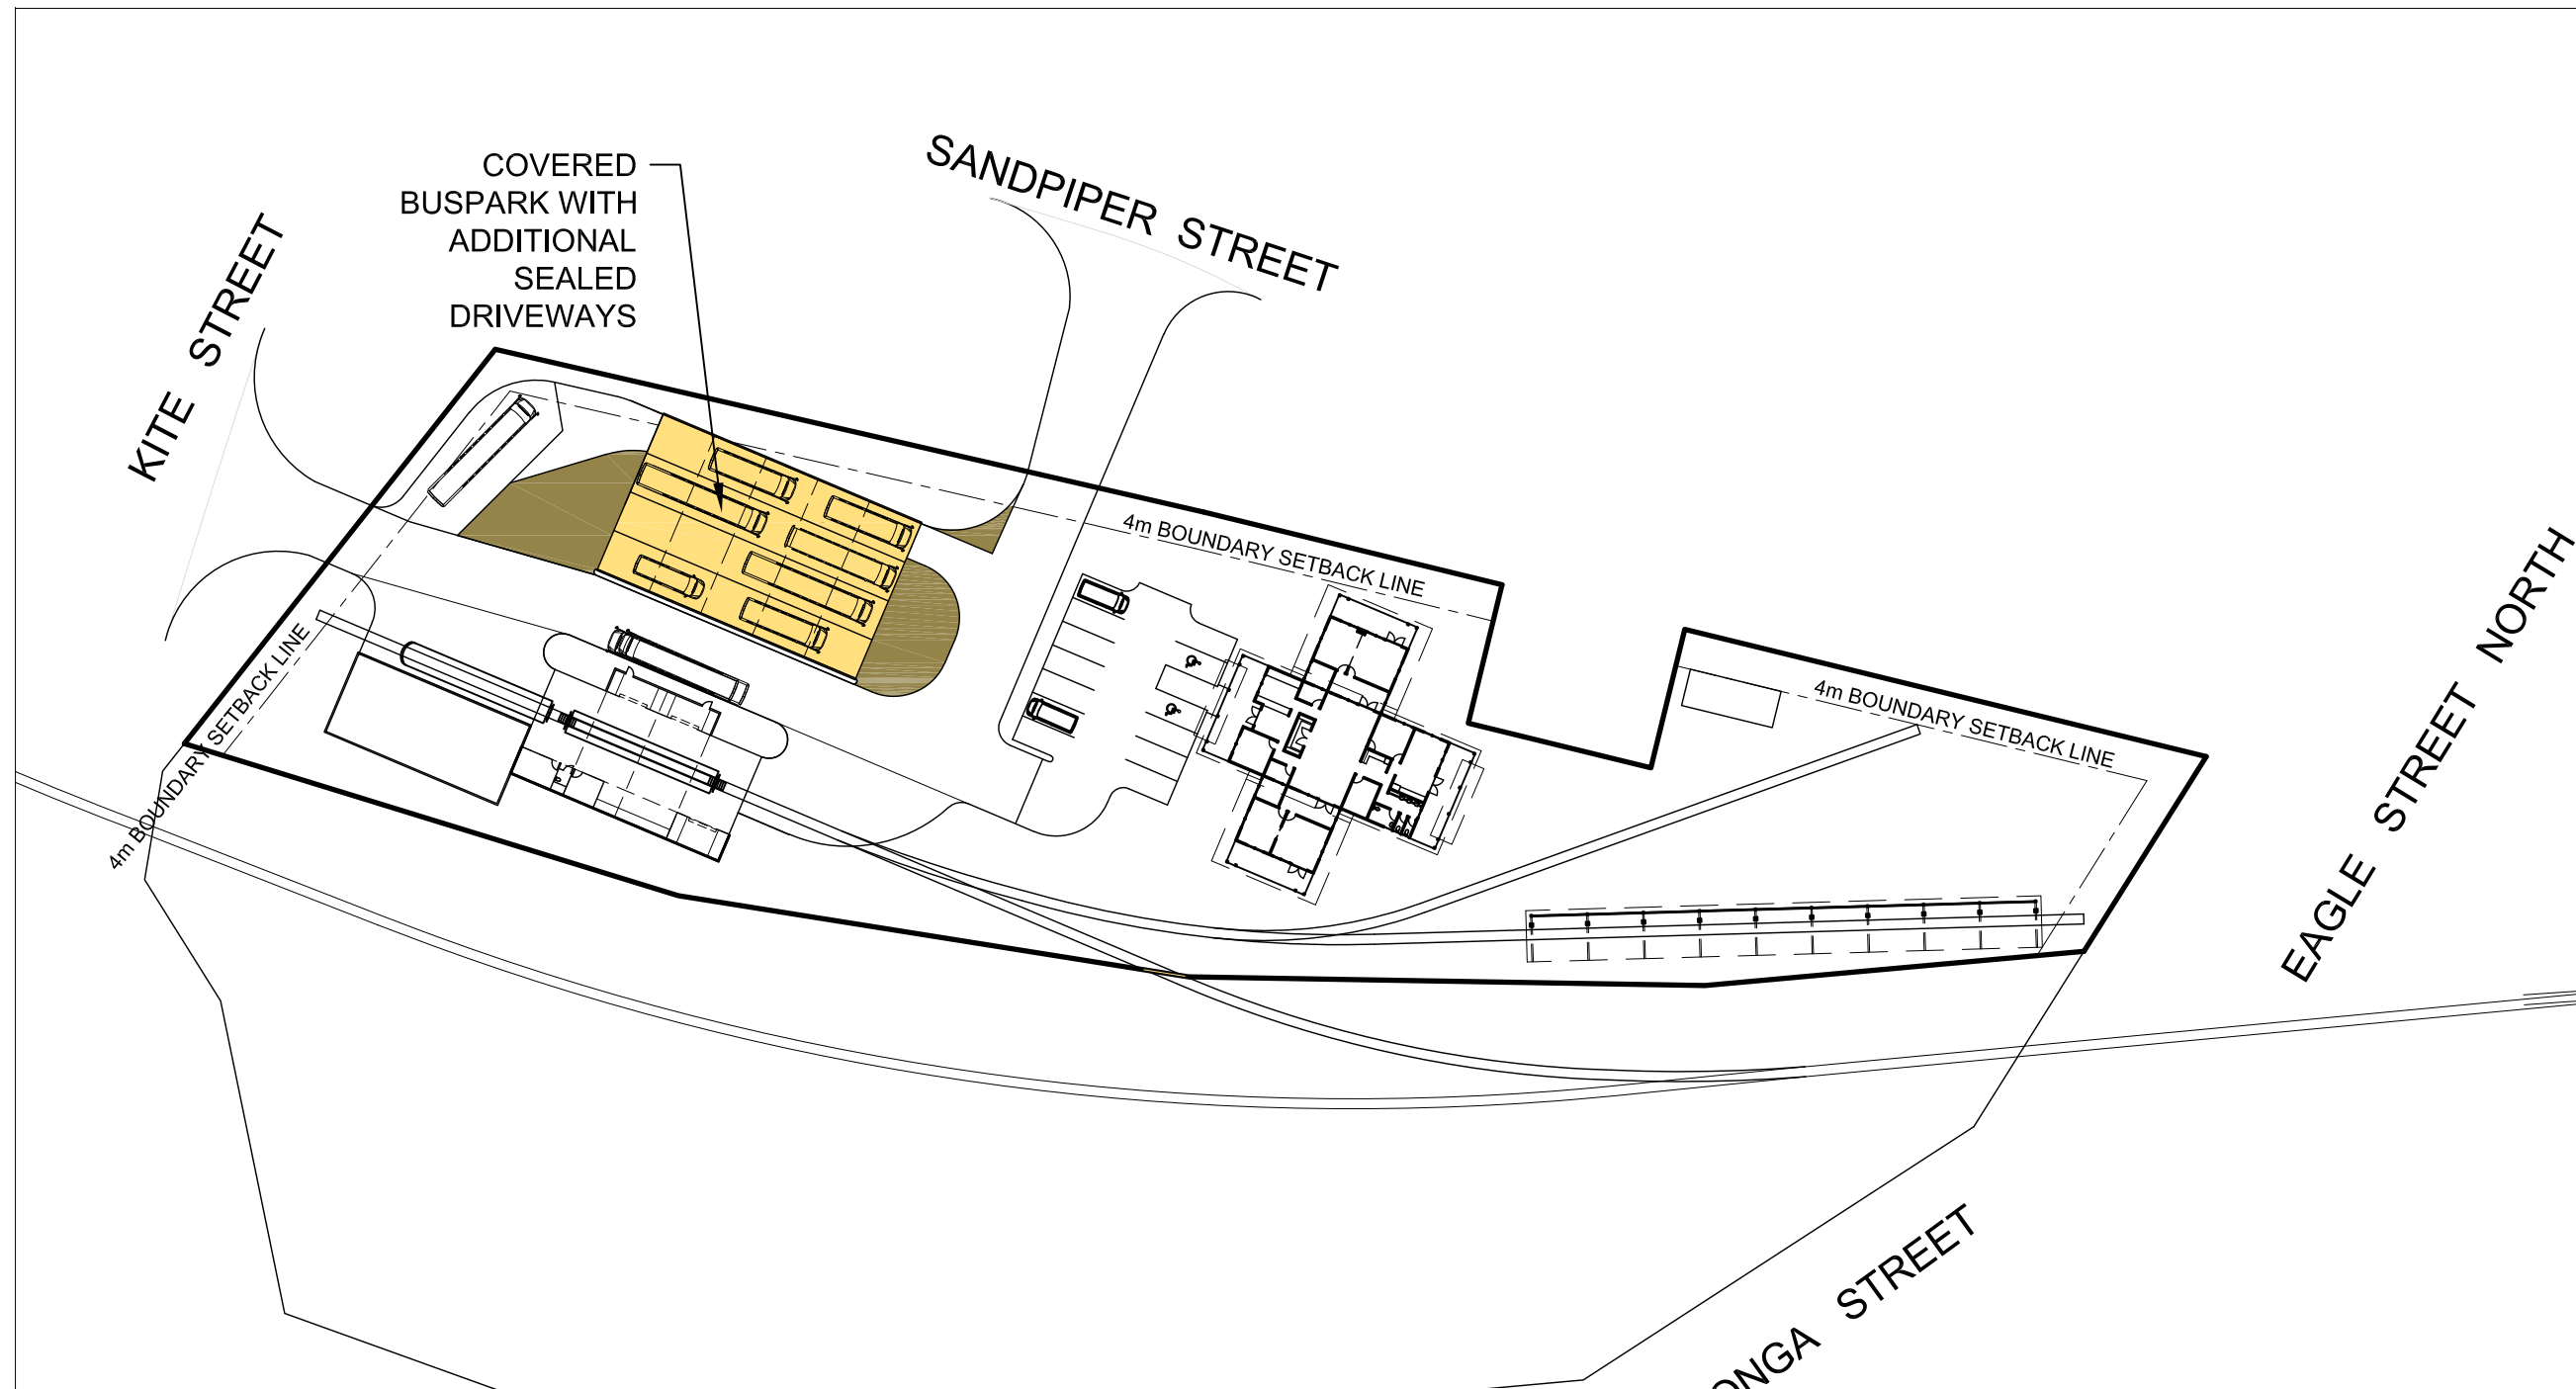 SANDPIPER STREET
COVERED
BUSPARK WITH
ADDITIONAL
SEALED
DRIVEWAYS
KITE STREET
4m BOUNDARY SETBACK LINE
4m BOUNDARY SETBACK LINE
4m BOUNDARY SETBACK LINE
EAGLE STREET NORTH
ONGA STREET